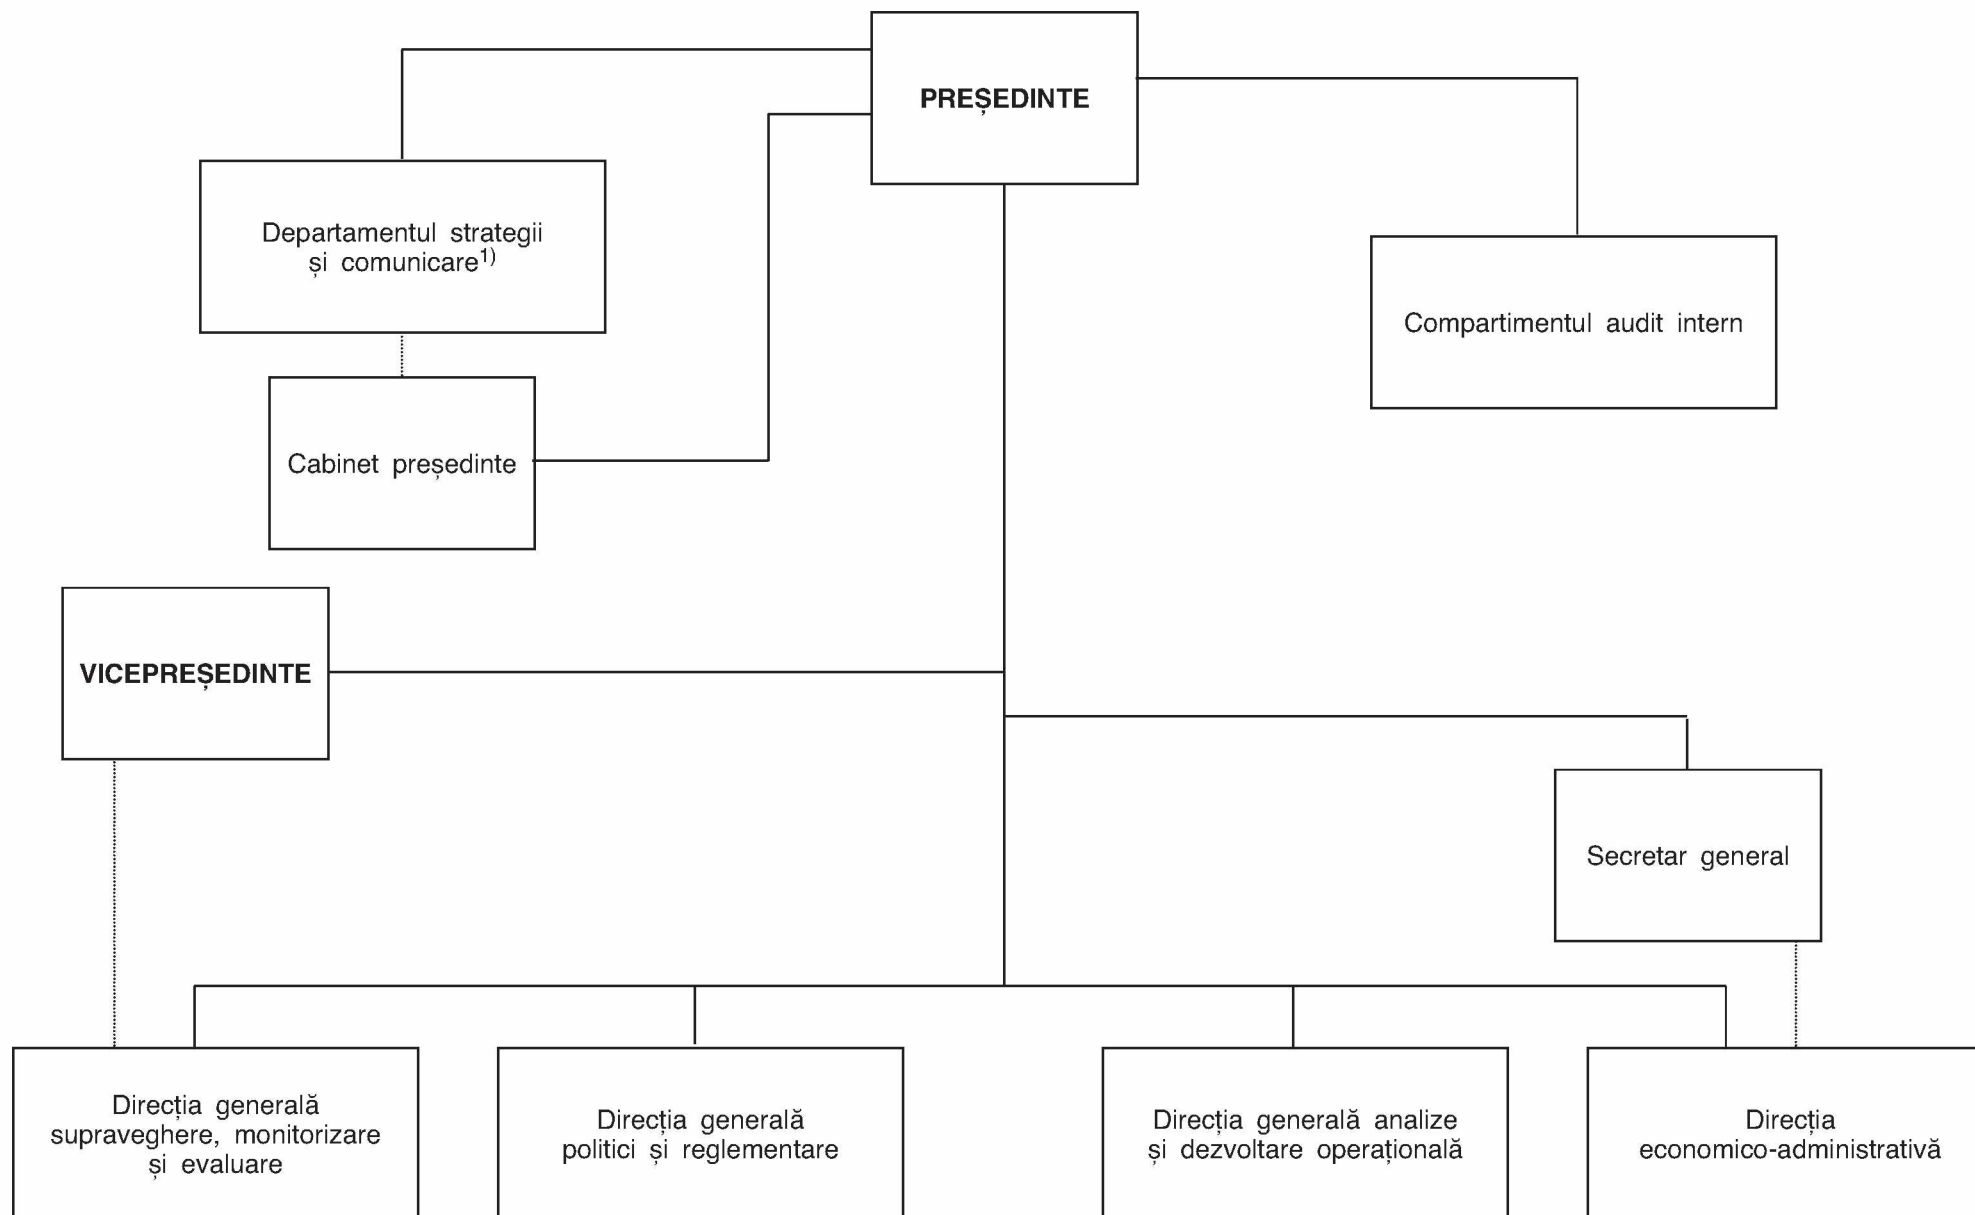 PREȘEDINTE
Departamentul strategii
și comunicare1)
Compartimentul audit intern
Cabinet președinte
VICEPREȘEDINTE
Secretar general
Direcția generală
supraveghere, monitorizare
și evaluare
Direcția generală
politici și reglementare
Direcția generală analize
și dezvoltare operațională
Direcția
economico-administrativă